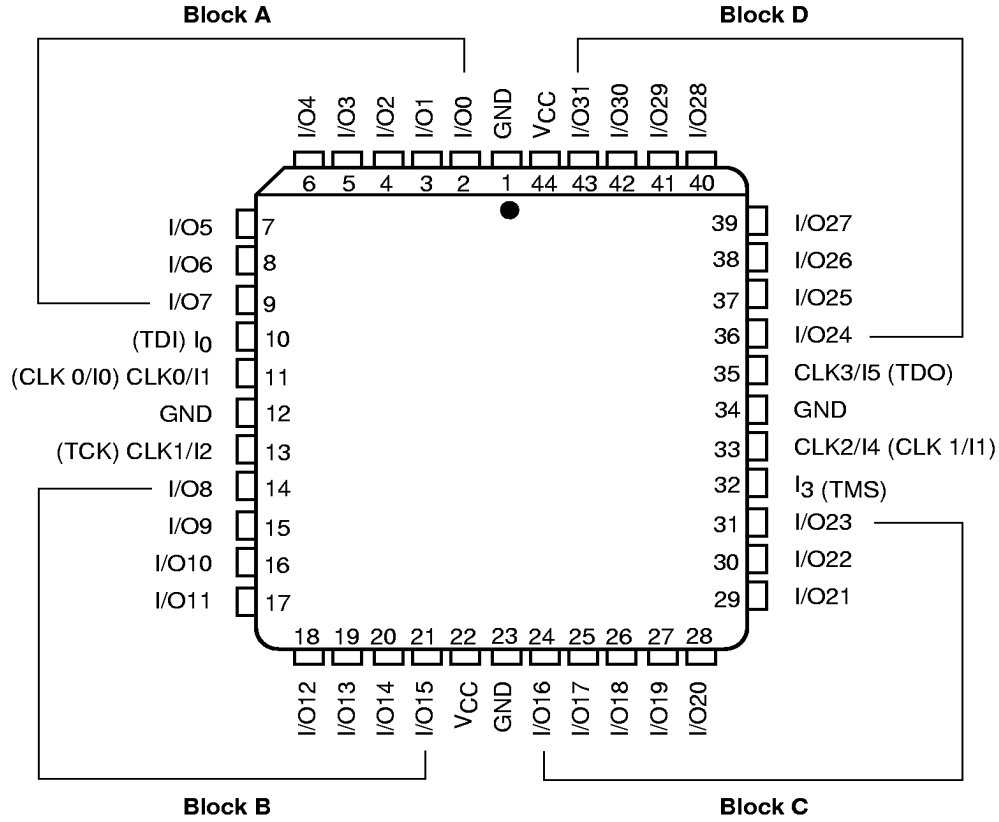 Block A
Block D
I/O4
I/O3
I/O2
I/O1
I/O0
GND
VCC
I/O31
I/O30
I/O29
I/O28
6
5
4
3
2
1
44
43
42
41
40
I/O5
7
I/O6
8
I/O7
9
(TDI) I0
10
(CLK 0/I0) CLK0/I1
11
GND
12
(TCK) CLK1/I2
13
I/O8
14
I/O9
15
I/O10
16
I/O11
17
39
I/O27
38
I/O26
37
I/O25
36
I/O24
35
CLK3/I5 (TDO)
34
GND
33
CLK2/I4 (CLK 1/I1)
32
I3 (TMS)
31
I/O23
30
I/O22
29
I/O21
18
19
20
21
22
23
24
25
26
27
28
I/O12
I/O13
I/O14
I/O15
VCC
GND
I/O16
I/O17
I/O18
I/O19
I/O20
Block B
Block C